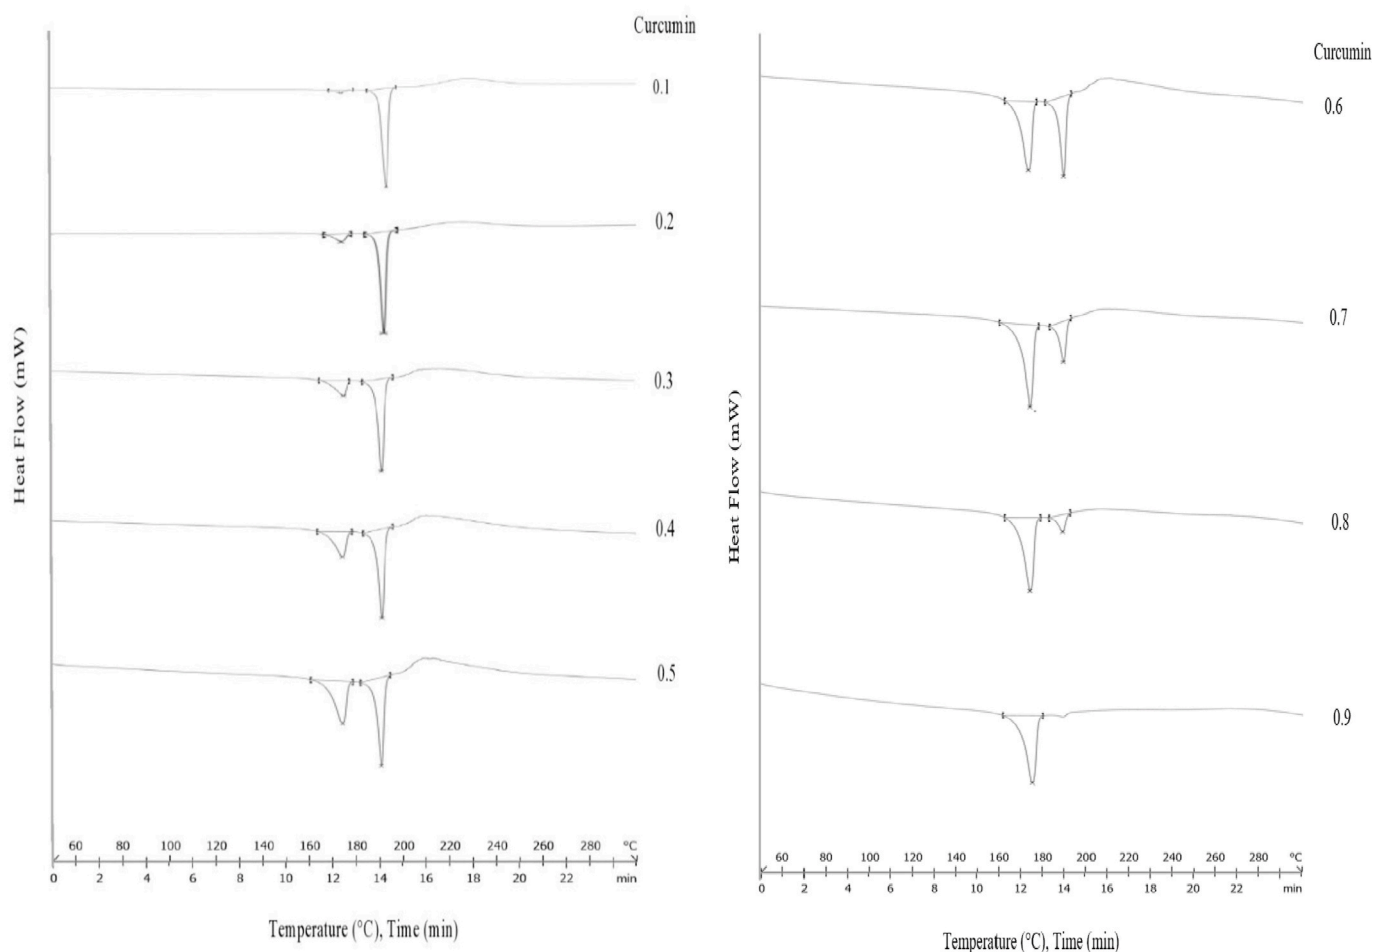 Curcumin
0.1
0.2
0.3
0.4
0.5
Heat Flow (mW)
60 80 100 120 140 160 180 200 220 240 260 280 °C
0 2 4 6 8 10 12 14 16 18 20 22 min
Temperature (°C), Time (min)
Curcumin
0.6
0.7
0.8
0.9
Heat Flow (mW)
60 80 100 120 140 160 180 200 220 240 260 280 °C
0 2 4 6 8 10 12 14 16 18 20 22 min
Temperature (°C), Time (min)